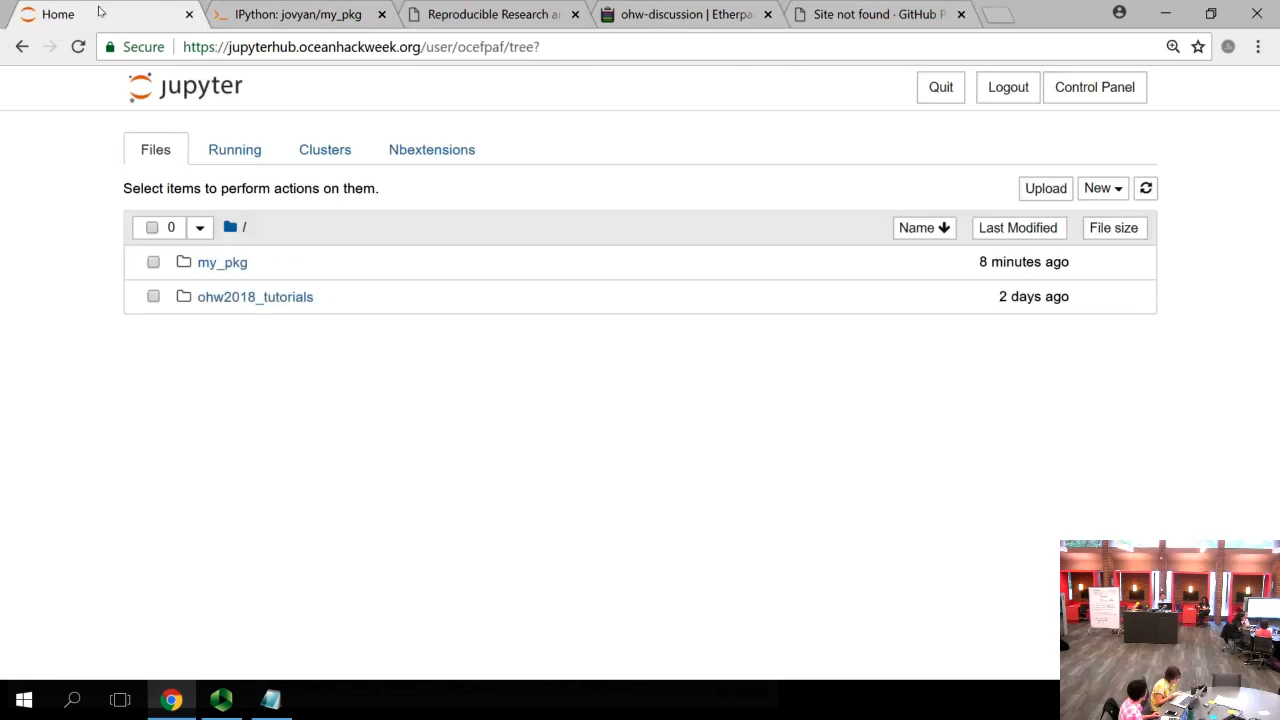 Home
IPython: jovyan/my_pkg
Reproducible Research an
ohw-discussion | Etherpa
Site not found · GitHub P
Secure
https://jupyterhub.oceanhackweek.org/user/ocefpaf/tree?
jupyter
Quit
Logout
Control Panel
Files
Running
Clusters
Nbextensions
Select items to perform actions on them.
Upload
New
0
/
Name
Last Modified
File size
my_pkg
8 minutes ago
ohw2018_tutorials
2 days ago